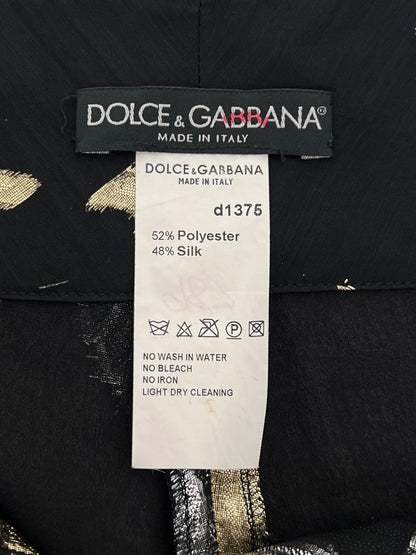 DOLCE & GABBANA®
MADE IN ITALY
DOLCE & GABBANA
MADE IN ITALY
d1375
52% Polyester
48% Silk
NO WASH IN WATER
NO BLEACH
NO IRON
LIGHT DRY CLEANING